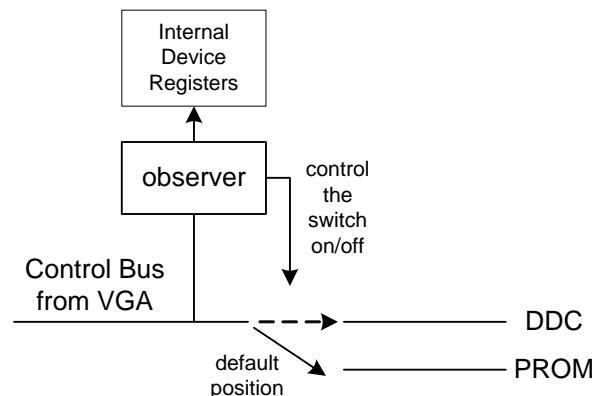 Internal
Device
Registers
observer
control
the
switch
on/off
Control Bus
from VGA
DDC
default
position
PROM